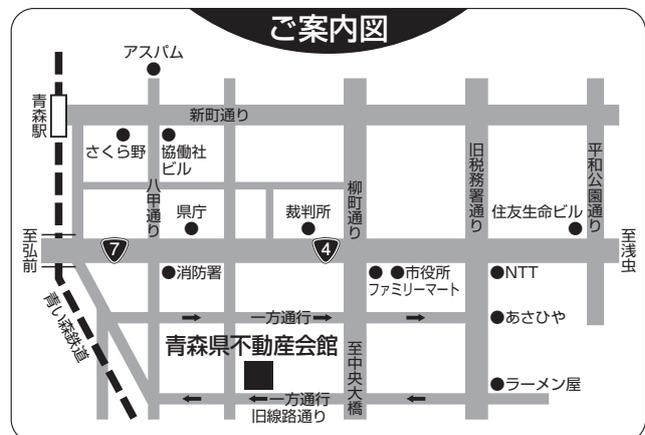 ご案内図
アスパム
青森駅
新町通り
さくら野
協働社
ビル
八甲通り
柳町通り
旧税務署通り
平和公園通り
県庁
裁判所
住友生命ビル
至弘前
7
4
至浅虫
消防署
市役所
ファミリーマート
NTT
青い森鉄道
一方通行
あさひや
青森県不動産会館
至中央大橋
ラーメン屋
一方通行
旧線路通り